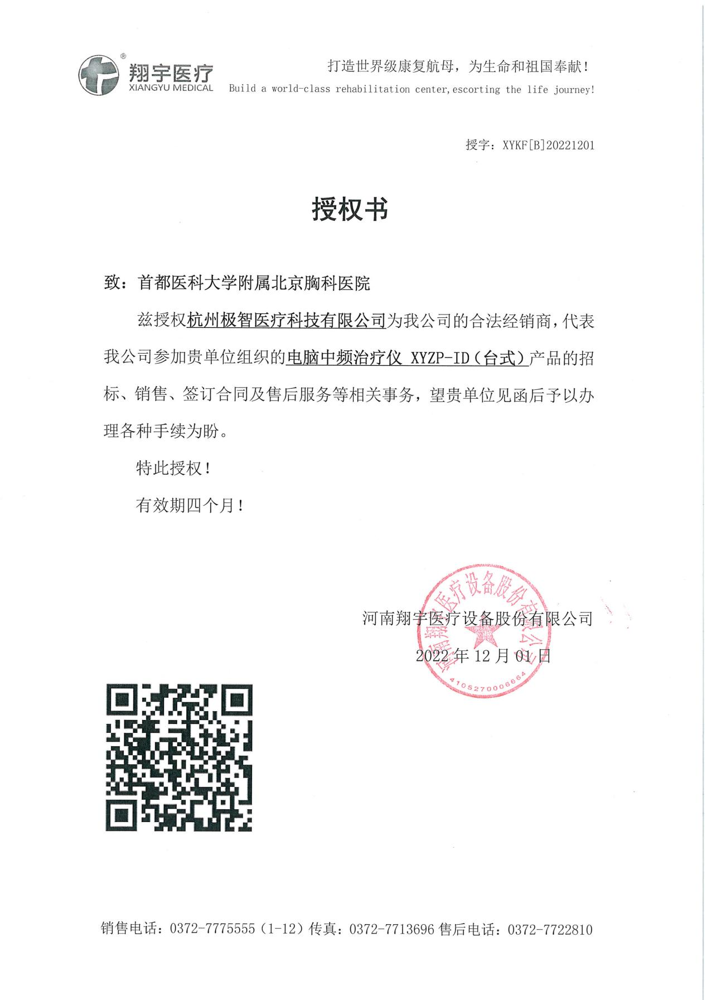 ®
翔宇医疗
XIANGYU MEDICAL
打造世界级康复航母，为生命和祖国奉献！
Build a world-class rehabilitation center,escorting the life journey!
授字：XYKF[B]20221201
授权书
致：首都医科大学附属北京胸科医院
兹授权杭州极智医疗科技有限公司为我公司的合法经销商，代表
我公司参加贵单位组织的电脑中频治疗仪 XYZP-ID（台式）产品的招
标、销售、签订合同及售后服务等相关事务，望贵单位见函后予以办
理各种手续为盼。
特此授权！
有效期四个月！
河南翔宇医疗设备股份有限公司
2022 年 12 月 01 日
河南翔宇医疗设备股份有限公司
4105270006664
销售电话：0372-7775555（1-12）传真：0372-7713696 售后电话：0372-7722810